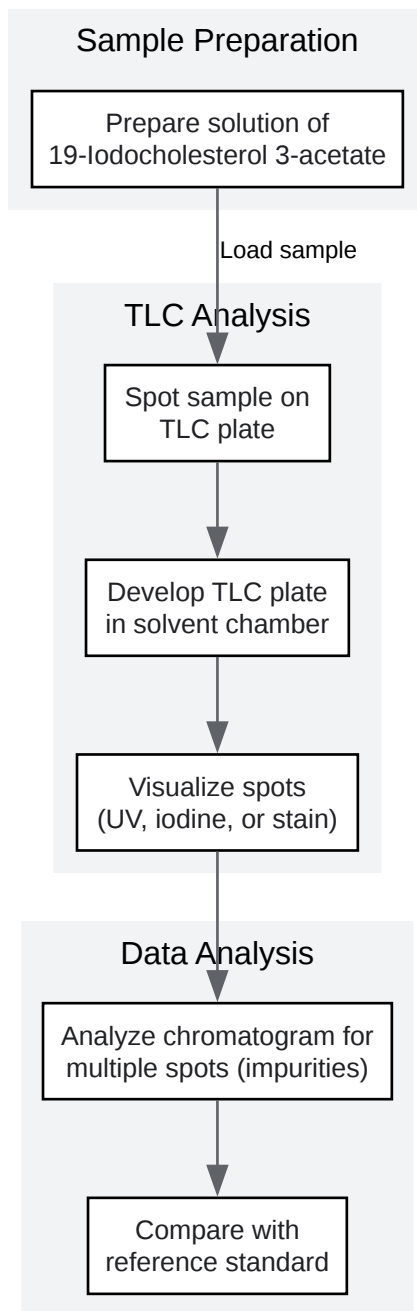 Sample Preparation
Prepare solution of
19-Iodocholesterol 3-acetate
Load sample
TLC Analysis
Spot sample on
TLC plate
Develop TLC plate
in solvent chamber
Visualize spots
(UV, iodine, or stain)
Data Analysis
Analyze chromatogram for
multiple spots (impurities)
Compare with
reference standard